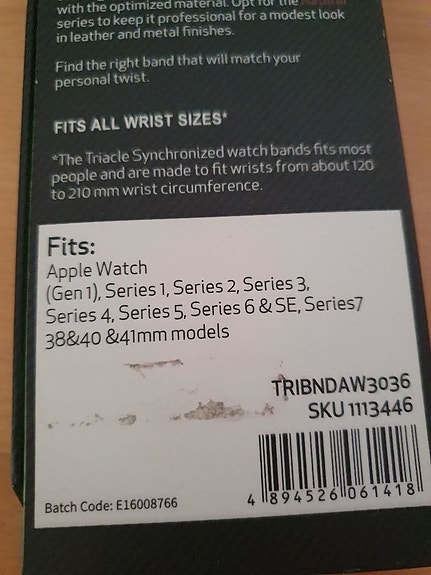 with the optimized material. Opt for the
series to keep it professional for a modest look
in leather and metal finishes.
Find the right band that will match your
personal twist.
FITS ALL WRIST SIZES*
*The Triacle Synchronized watch bands fits most
people and are made to fit wrists from about 120
to 210 mm wrist circumference.
Fits:
Apple Watch
(Gen 1), Series 1, Series 2, Series 3,
Series 4, Series 5, Series 6 & SE, Series7
38&40 &41mm models
TRIBNDAW3036
SKU 1113446
Batch Code: E16008766
4 894526 061418